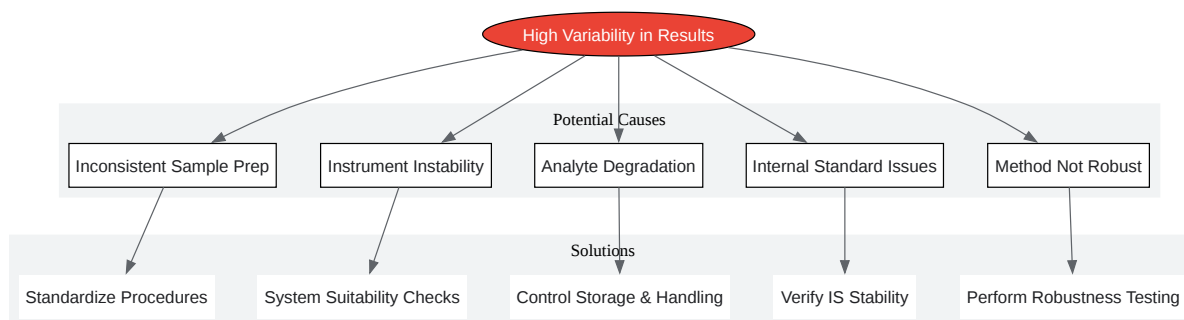 High Variability in Results
Potential Causes
Inconsistent Sample Prep
Instrument Instability
Analyte Degradation
Internal Standard Issues
Method Not Robust
Solutions
Standardize Procedures
System Suitability Checks
Control Storage & Handling
Verify IS Stability
Perform Robustness Testing